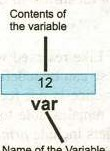 Contents of
the variable
12
var
Name of the Variable